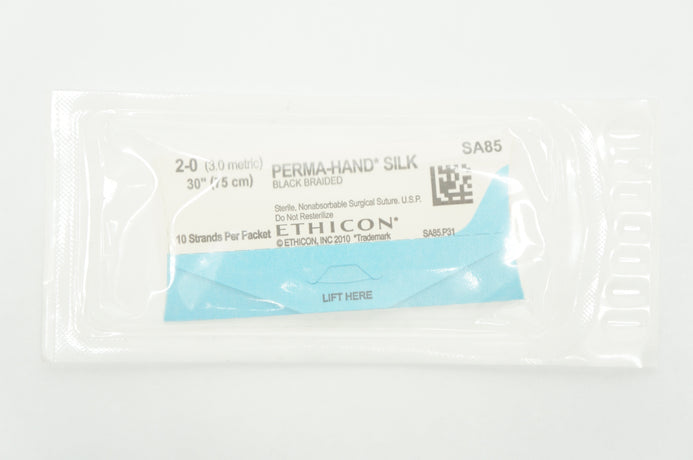 SA85
2-0 (3.0 metric) PERMA-HAND* SILK
30" (75 cm) BLACK BRAIDED
Sterile, Nonabsorbable Surgical Suture, U.S.P.
Do Not Resterilize
10 Strands Per Packet ETHICON*
© ETHICON, INC 2010 *Trademark SA85.P31
LIFT HERE